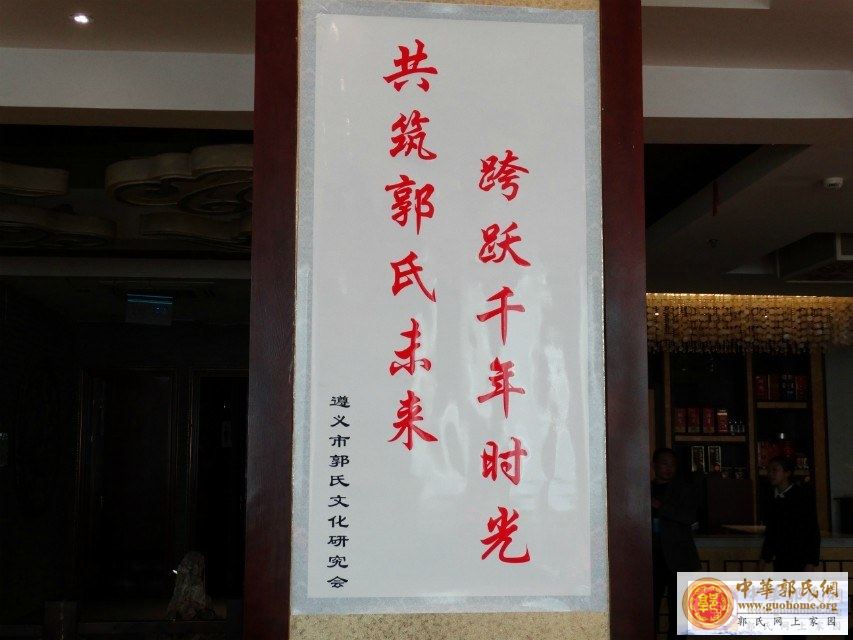 跨跃千年时光
共筑郭氏未来
遵义市郭氏文化研究会
中華郭氏網
www.guohome.org
郭氏网上家园